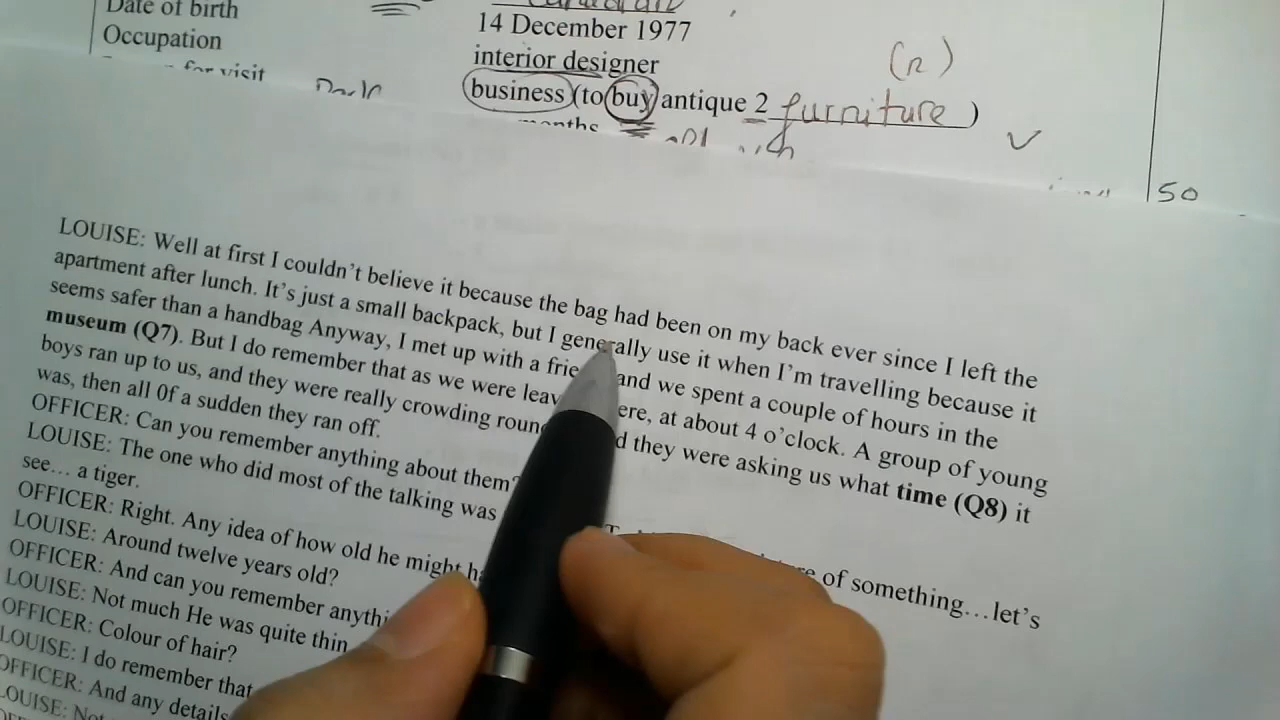 Date of birth
14 December 1977
Occupation
interior designer
for visit
business (to buy antique 2 furniture )
months
(n)
50
LOUISE: Well at first I couldn't believe it because the bag had been on my back ever since I left the
apartment after lunch. It's just a small backpack, but I generally use it when I'm travelling because it
seems safer than a handbag Anyway, I met up with a and we spent a couple of hours in the
museum (Q7). But I do remember that as we were at about 4 o'clock. A group of young
boys ran up to us, and they were really crowding they were asking us what time (Q8) it
was, then all 0f a sudden they ran off.
OFFICER: Can you remember anything about them?
LOUISE: The one who did most of the talking was of something…let's
see… a tiger.
OFFICER: Right. Any idea of how old he might
LOUISE: Around twelve years old?
OFFICER: And can you remember
LOUISE: Not much He was quite thin
OFFICER: Colour of hair?
LOUISE: I do remember that
OFFICER: And any details
LOUISE: